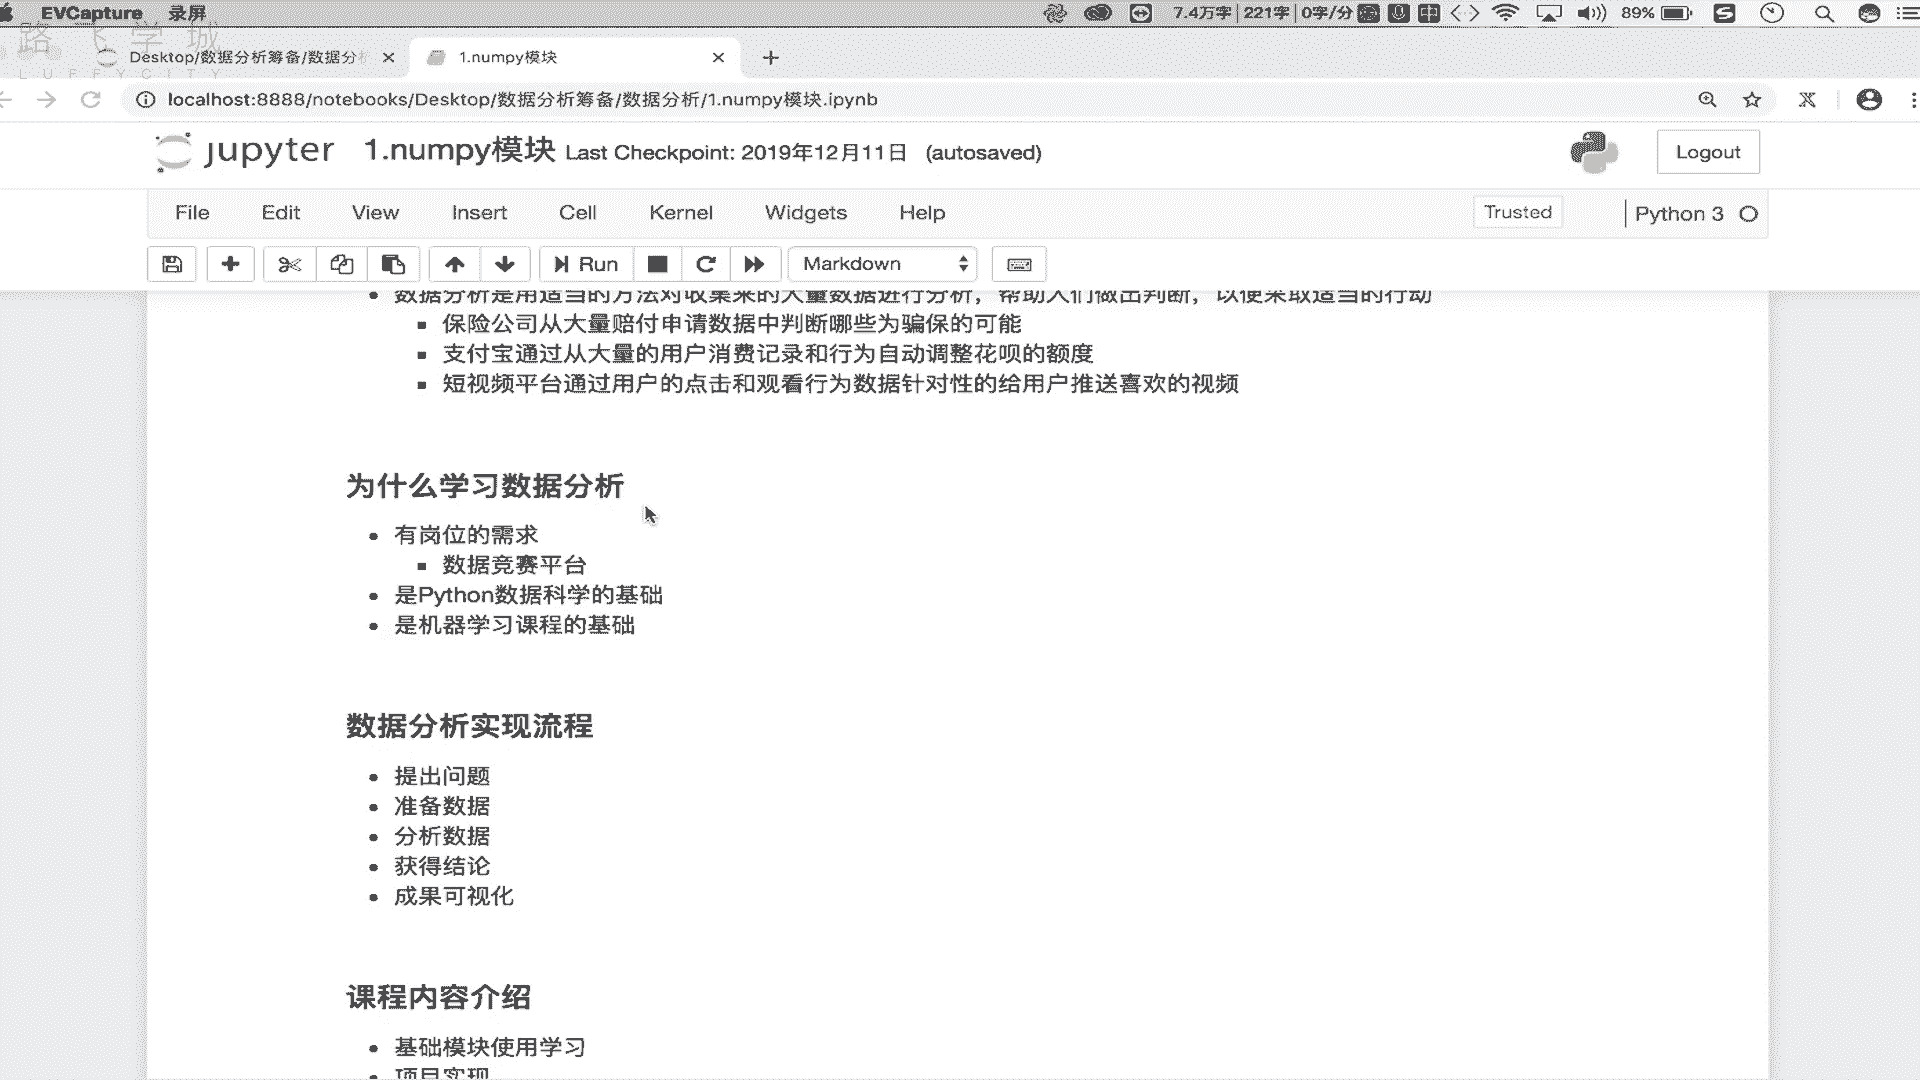 EVCapture 录屏 7.4万字 221字 0字/分 中 89%
路飞学城
LUFFYCITY
Desktop/数据分析筹备/数据分 1.numpy模块
localhost:8888/notebooks/Desktop/数据分析筹备/数据分析/1.numpy模块.ipynb
jupyter 1.numpy模块 Last Checkpoint: 2019年12月11日 (autosaved) Logout
File Edit View Insert Cell Kernel Widgets Help Trusted Python 3
Run Markdown
数据分析是用适当的方法对收集来的大量数据进行分析，帮助人们做出判断，以便采取适当的行动
保险公司从大量赔付申请数据中判断哪些为骗保的可能
支付宝通过从大量的用户消费记录和行为自动调整花呗的额度
短视频平台通过用户的点击和观看行为数据针对性的给用户推送喜欢的视频
为什么学习数据分析
有岗位的需求
数据竞赛平台
是Python数据科学的基础
是机器学习课程的基础
数据分析实现流程
提出问题
准备数据
分析数据
获得结论
成果可视化
课程内容介绍
基础模块使用学习
项目实现